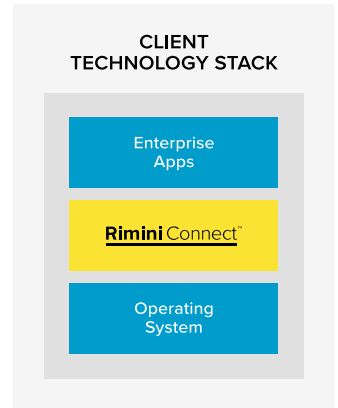 CLIENT
TECHNOLOGY STACK
Enterprise
Apps
Rimini Connect™
Operating
System